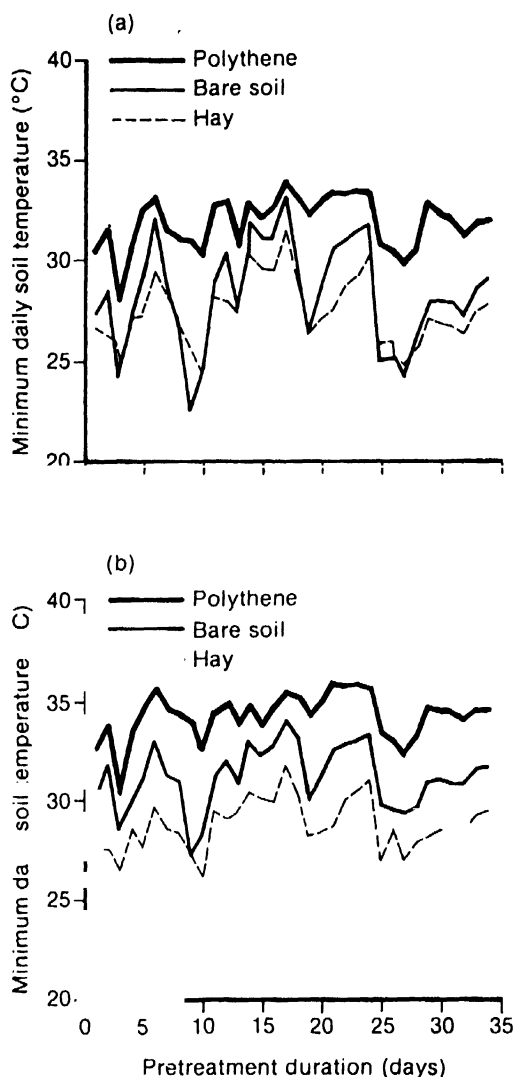 (a)
Polythene
Bare soil
Hay
40
35
30
25
20
Minimum daily soil temperature (°C)
(b)
Polythene
Bare soil
Hay
40
35
30
25
20
Minimum da soil emperature C)
0 5 10 15 20 25 30 35
Pretreatment duration (days)